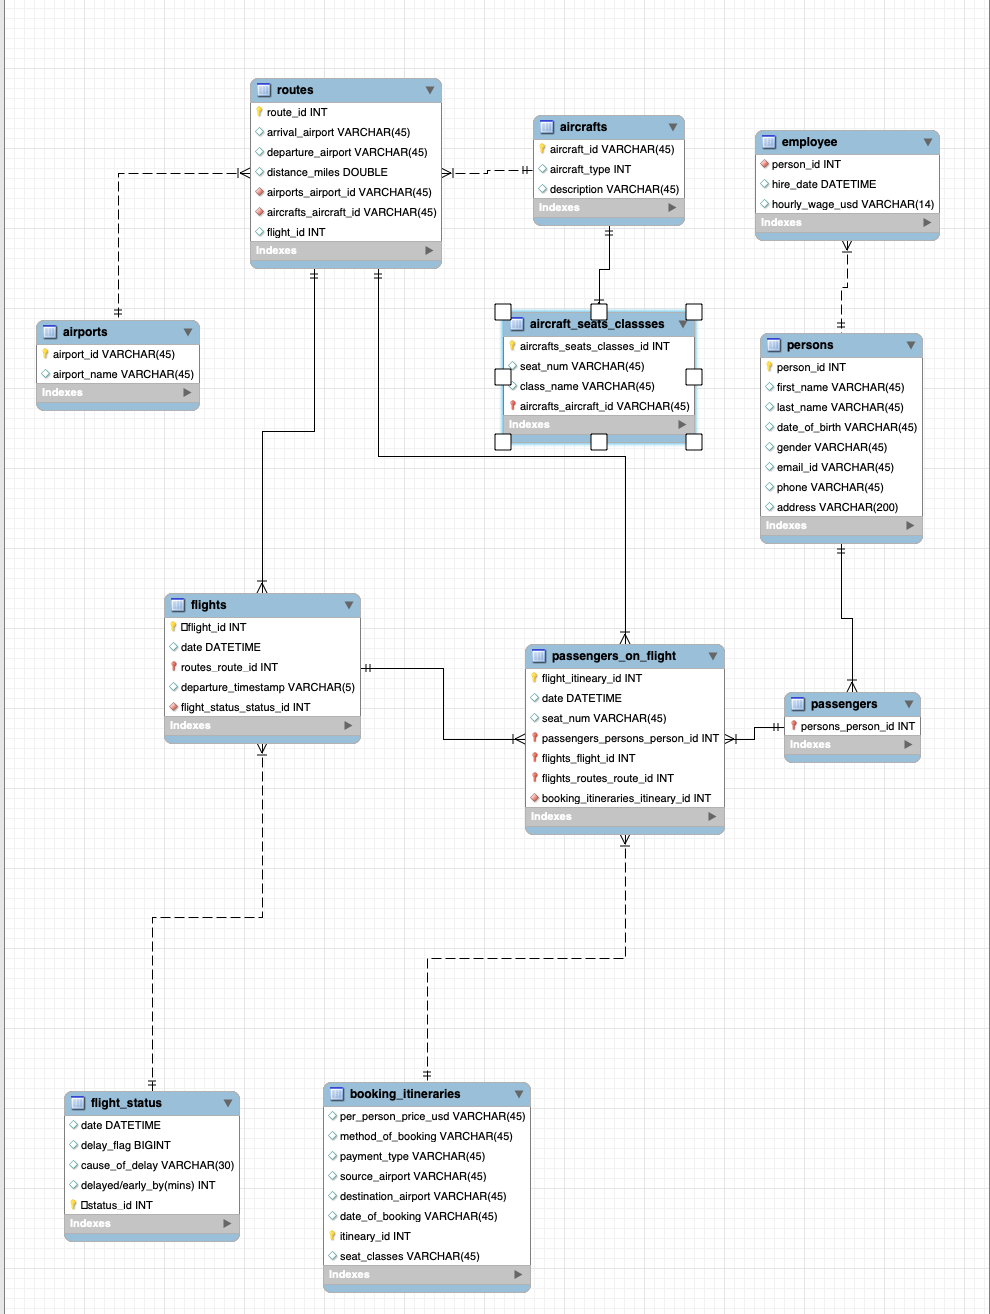 routes
route_id INT
arrival_airport VARCHAR(45)
departure_airport VARCHAR(45)
distance_miles DOUBLE
airports_airport_id VARCHAR(45)
aircrafts_aircraft_id VARCHAR(45)
flight_id INT
Indexes
aircrafts
aircraft_id VARCHAR(45)
aircraft_type INT
description VARCHAR(45)
Indexes
employee
person_id INT
hire_date DATETIME
hourly_wage_usd VARCHAR(14)
Indexes
airports
airport_id VARCHAR(45)
airport_name VARCHAR(45)
Indexes
aircraft_seats_classses
aircrafts_seats_classes_id INT
seat_num VARCHAR(45)
class_name VARCHAR(45)
aircrafts_aircraft_id VARCHAR(45)
Indexes
persons
person_id INT
first_name VARCHAR(45)
last_name VARCHAR(45)
date_of_birth VARCHAR(45)
gender VARCHAR(45)
email_id VARCHAR(45)
phone VARCHAR(45)
address VARCHAR(200)
Indexes
flights
flight_id INT
date DATETIME
routes_route_id INT
departure_timestamp VARCHAR(5)
flight_status_status_id INT
Indexes
passengers_on_flight
flight_itineary_id INT
date DATETIME
seat_num VARCHAR(45)
passengers_persons_person_id INT
flights_flight_id INT
flights_routes_route_id INT
booking_itineraries_itineary_id INT
Indexes
passengers
persons_person_id INT
Indexes
flight_status
date DATETIME
delay_flag BIGINT
cause_of_delay VARCHAR(30)
delayed/early_by(mins) INT
status_id INT
Indexes
booking_itineraries
per_person_price_usd VARCHAR(45)
method_of_booking VARCHAR(45)
payment_type VARCHAR(45)
source_airport VARCHAR(45)
destination_airport VARCHAR(45)
date_of_booking VARCHAR(45)
itineary_id INT
seat_classes VARCHAR(45)
Indexes